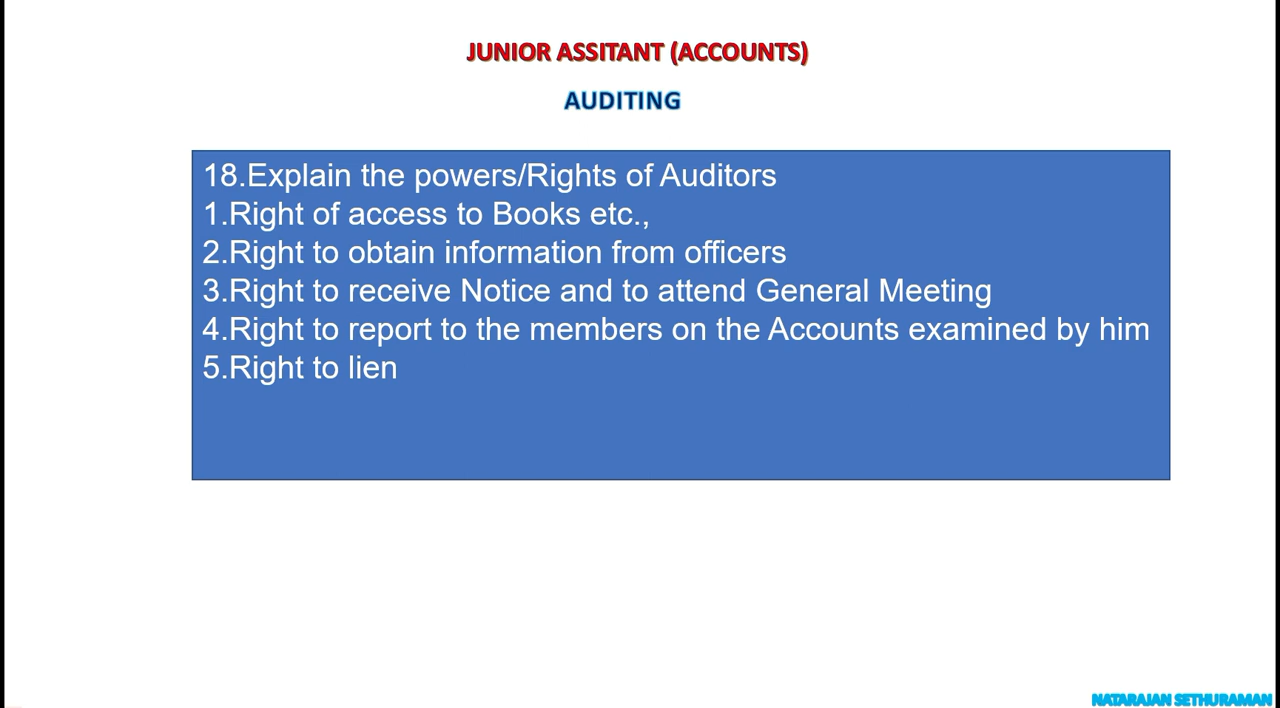 JUNIOR ASSITANT (ACCOUNTS)
AUDITING
18.Explain the powers/Rights of Auditors
1.Right of access to Books etc.,
2.Right to obtain information from officers
3.Right to receive Notice and to attend General Meeting
4.Right to report to the members on the Accounts examined by him
5.Right to lien
NATARAJAN SETHURAMAN